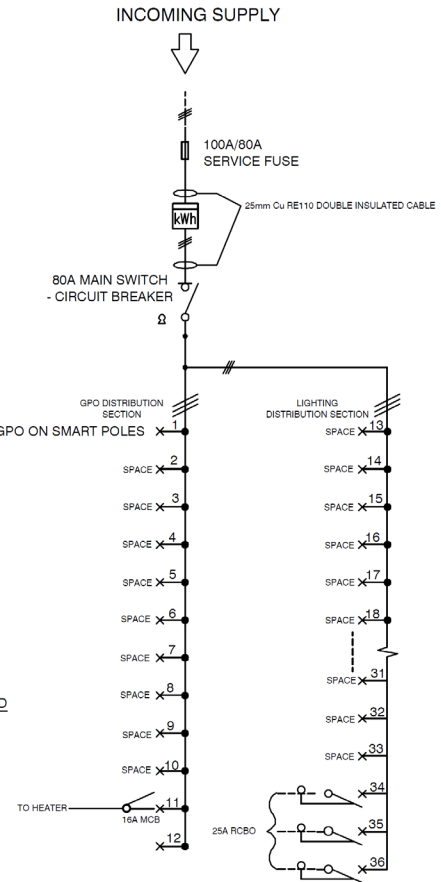 INCOMING SUPPLY
100A/80A
SERVICE FUSE
25mm Cu RE110 DOUBLE INSULATED CABLE
kWh
80A MAIN SWITCH
- CIRCUIT BREAKER
GPO DISTRIBUTION
SECTION
GPO ON SMART POLES 1
SPACE 2
SPACE 3
SPACE 4
SPACE 5
SPACE 6
SPACE 7
SPACE 8
SPACE 9
SPACE 10
TO HEATER 11
16A MCB
12
LIGHTING
DISTRIBUTION SECTION
SPACE 13
SPACE 14
SPACE 15
SPACE 16
SPACE 17
SPACE 18
SPACE 31
SPACE 32
SPACE 33
34
25A RCBO 35
36